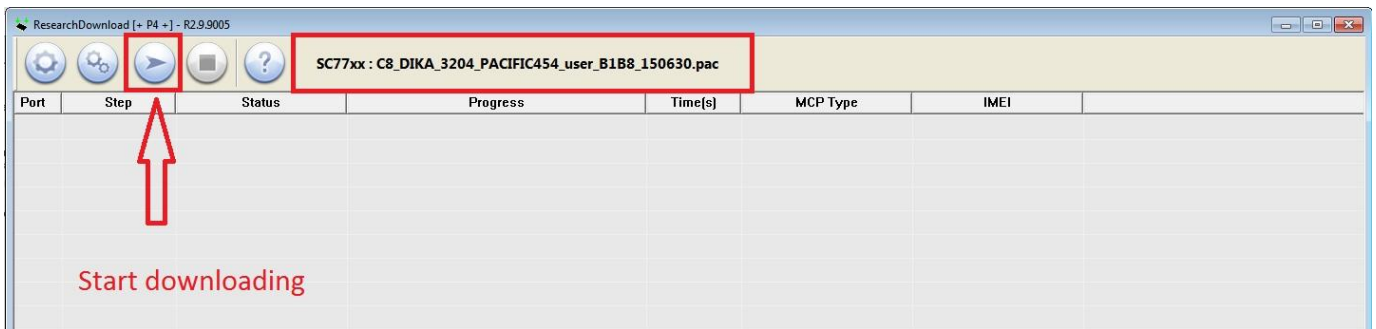 ResearchDownload [+ P4 +] - R2.9.9005
SC77xx : C8_DIKA_3204_PACIFIC454_user_B1B8_150630.pac
Port Step Status Progress Time(s) MCP Type IMEI
Start downloading